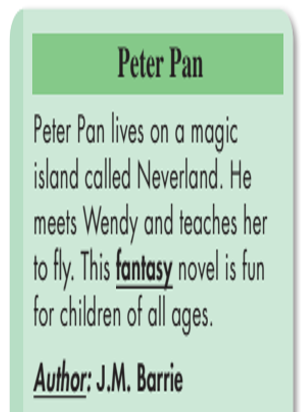 Peter Pan
Peter Pan lives on a magic
island called Neverland. He
meets Wendy and teaches her
to fly. This fantasy novel is fun
for children of all ages.
Author: J.M. Barrie